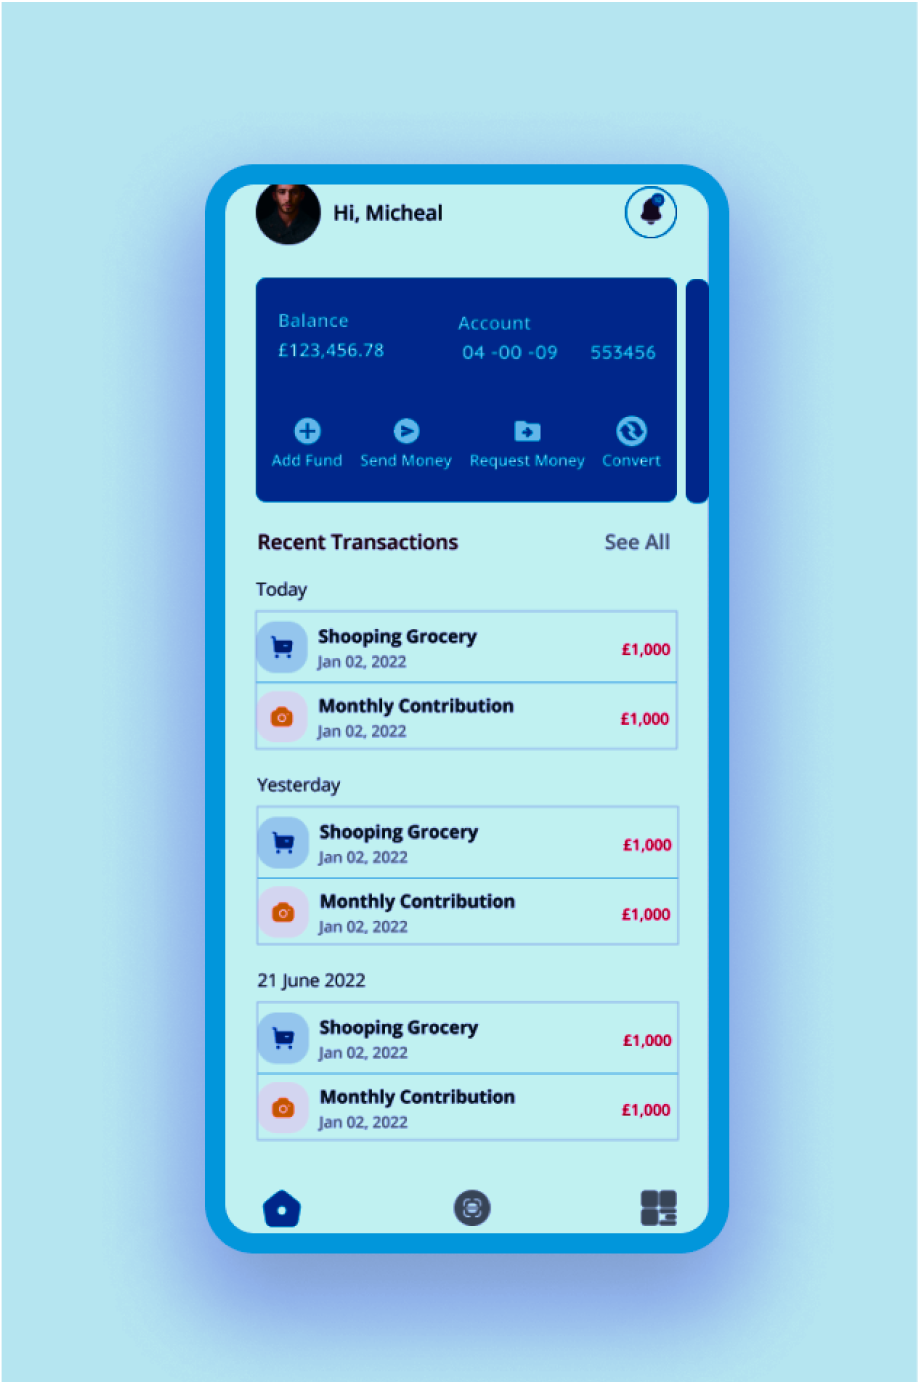 Hi, Micheal
Balance
Account
£123,456.78
04 -00 -09 553456
Add Fund Send Money Request Money Convert
Recent Transactions See All
Today
Shooping Grocery
Jan 02, 2022
£1,000
Monthly Contribution
Jan 02, 2022
£1,000
Yesterday
Shooping Grocery
Jan 02, 2022
£1,000
Monthly Contribution
Jan 02, 2022
£1,000
21 June 2022
Shooping Grocery
Jan 02, 2022
£1,000
Monthly Contribution
Jan 02, 2022
£1,000